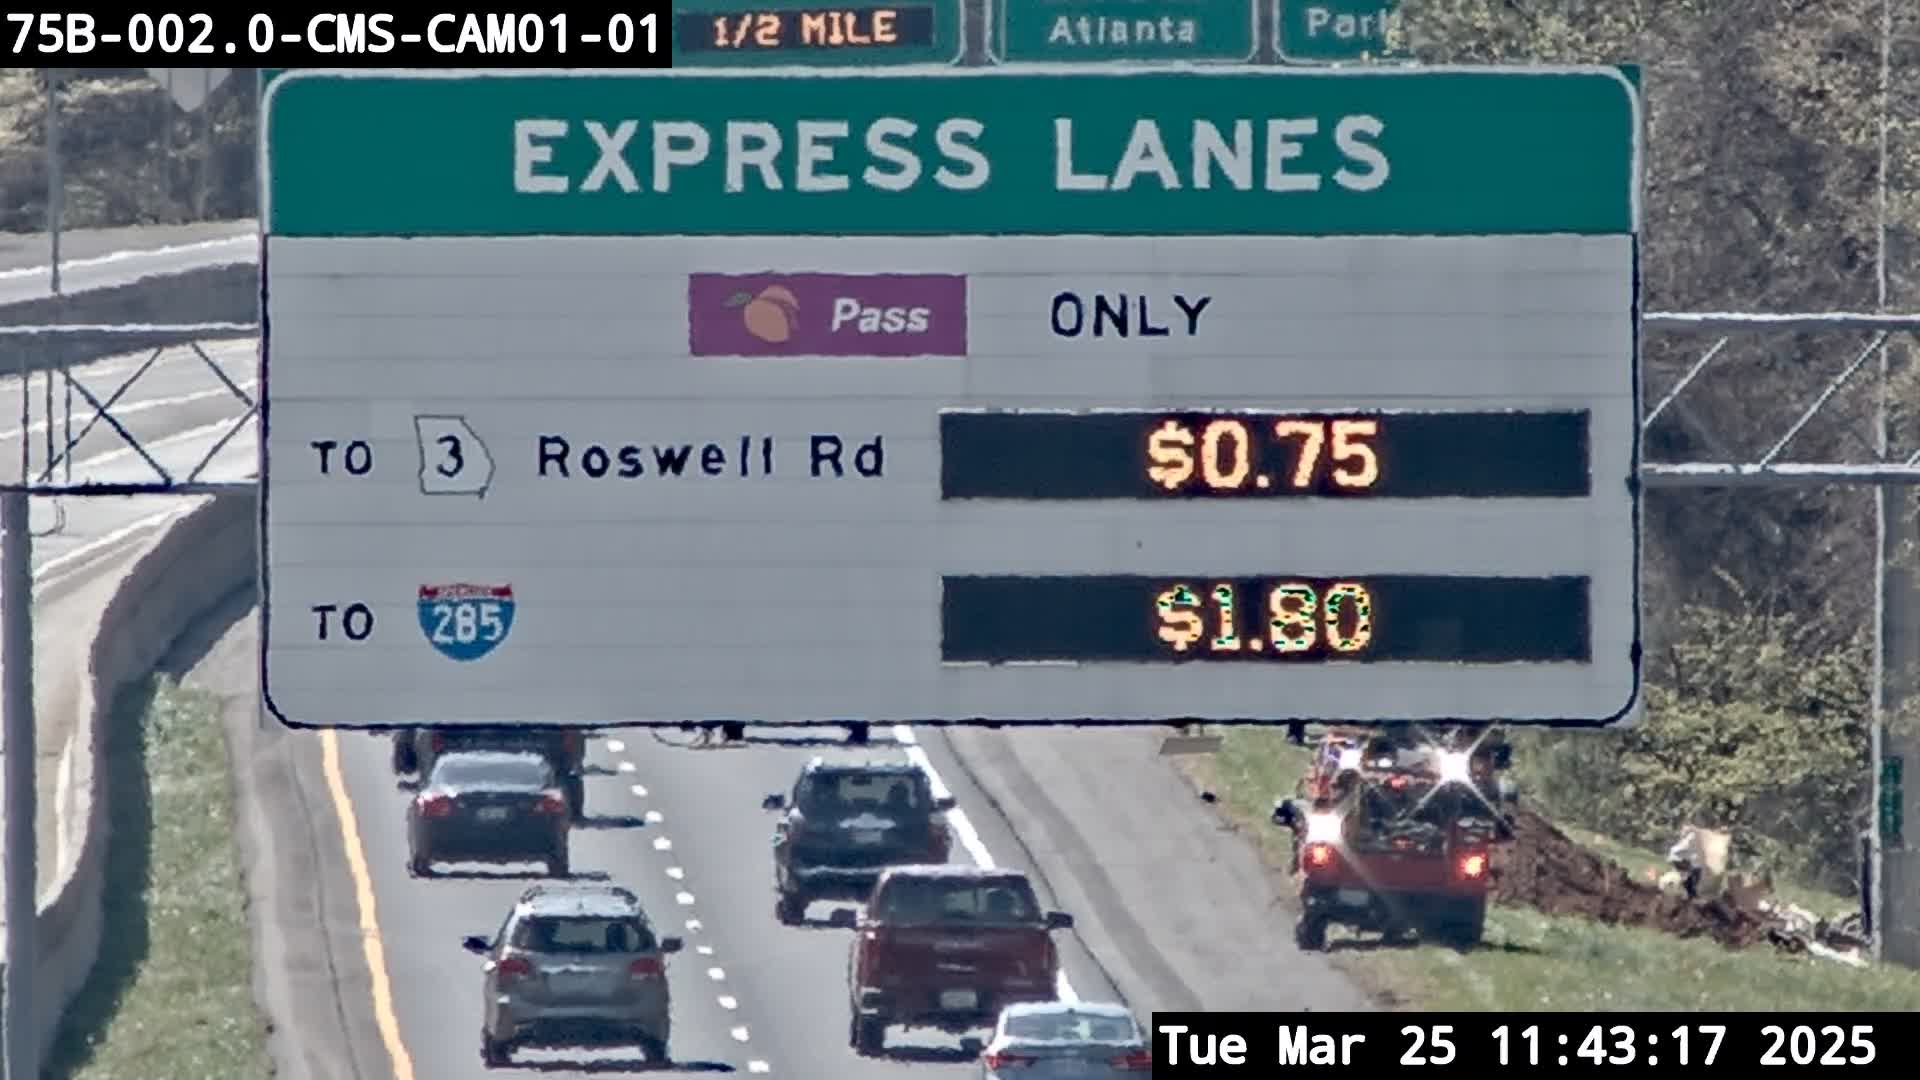 75B-002.0-CMS-CAM01-01
1/2 MILE
Atlanta
EXPRESS LANES
Pass ONLY
TO 3 Roswell Rd $0.75
TO 285 $1.80
Tue Mar 25 11:43:17 2025